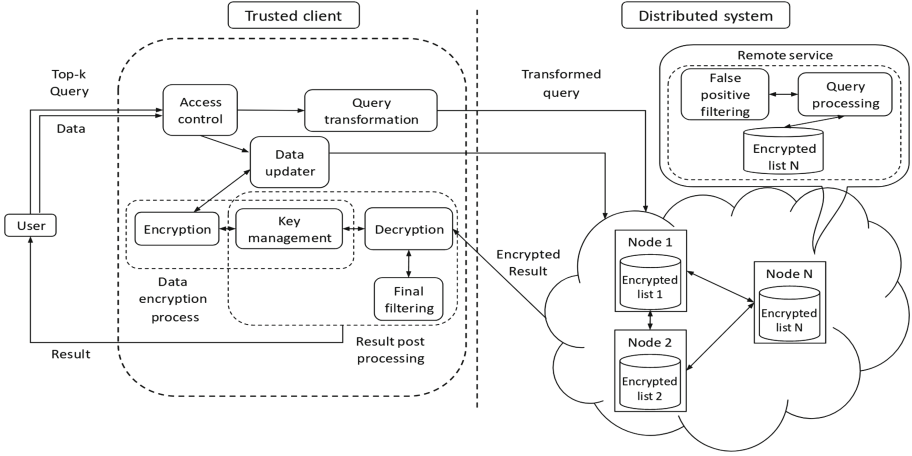 Trusted client
Distributed system
Top-k
Query
Data
Access
control
Query
transformation
Data
updater
Transformed
query
Remote service
False
positive
filtering
Query
processing
Encrypted
list N
User
Encryption
Key
management
Decryption
Final
filtering
Data
encryption
process
Result post
processing
Result
Encrypted
Result
Node 1
Encrypted
list 1
Node 2
Encrypted
list 2
Node N
Encrypted
list N